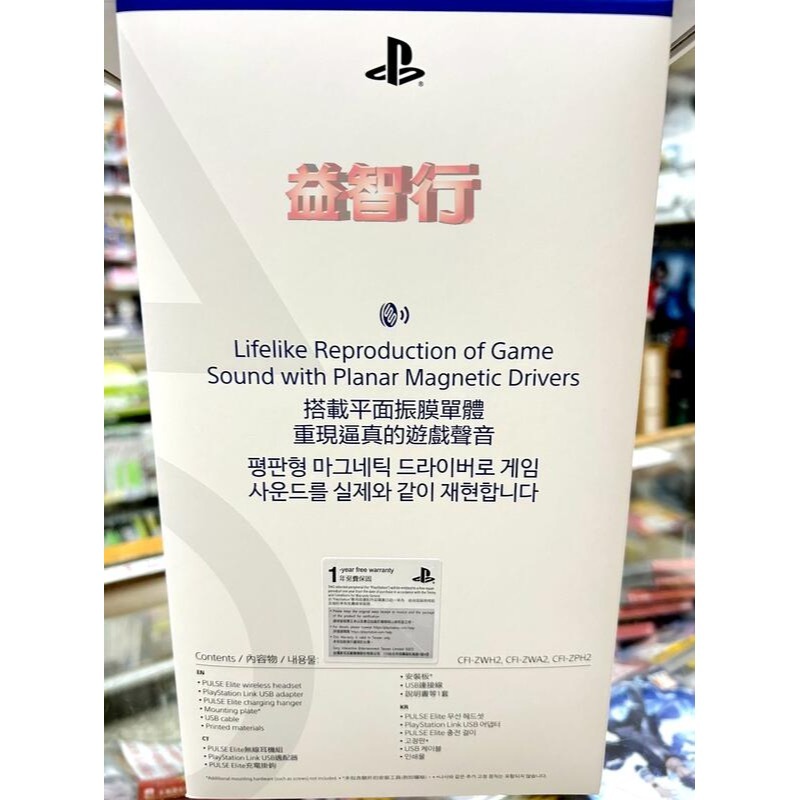 益智行
Lifelike Reproduction of Game
Sound with Planar Magnetic Drivers
搭載平面振膜單體
重現逼真的遊戲聲音
평판형 마그네틱 드라이버로 게임
사운드를 실제와 같이 재현합니다
1-year free warranty
年免費保固
Contents / 內容物 / 내용물:
CFI-ZWH2, CFI-ZWA2, CFI-ZPH2
EN
• PULSE Elite wireless headset
• PlayStation Link USB adapter
• PULSE Elite charging hanger
• Mounting plate*
• USB cable
• Printed materials
CT
• PULSE Elite無線耳機組
• PlayStation Link USB適配器
• PULSE Elite充電掛鉤
• 安裝板*
• USB連接線
• 說明書等1套
KR
• PULSE Elite 무선 헤드셋
• PlayStation Link USB 어댑터
• PULSE Elite 충전 걸이
• 고정판*
• USB 케이블
• 인쇄물
*Additional mounting hardware (such as screws) not included.